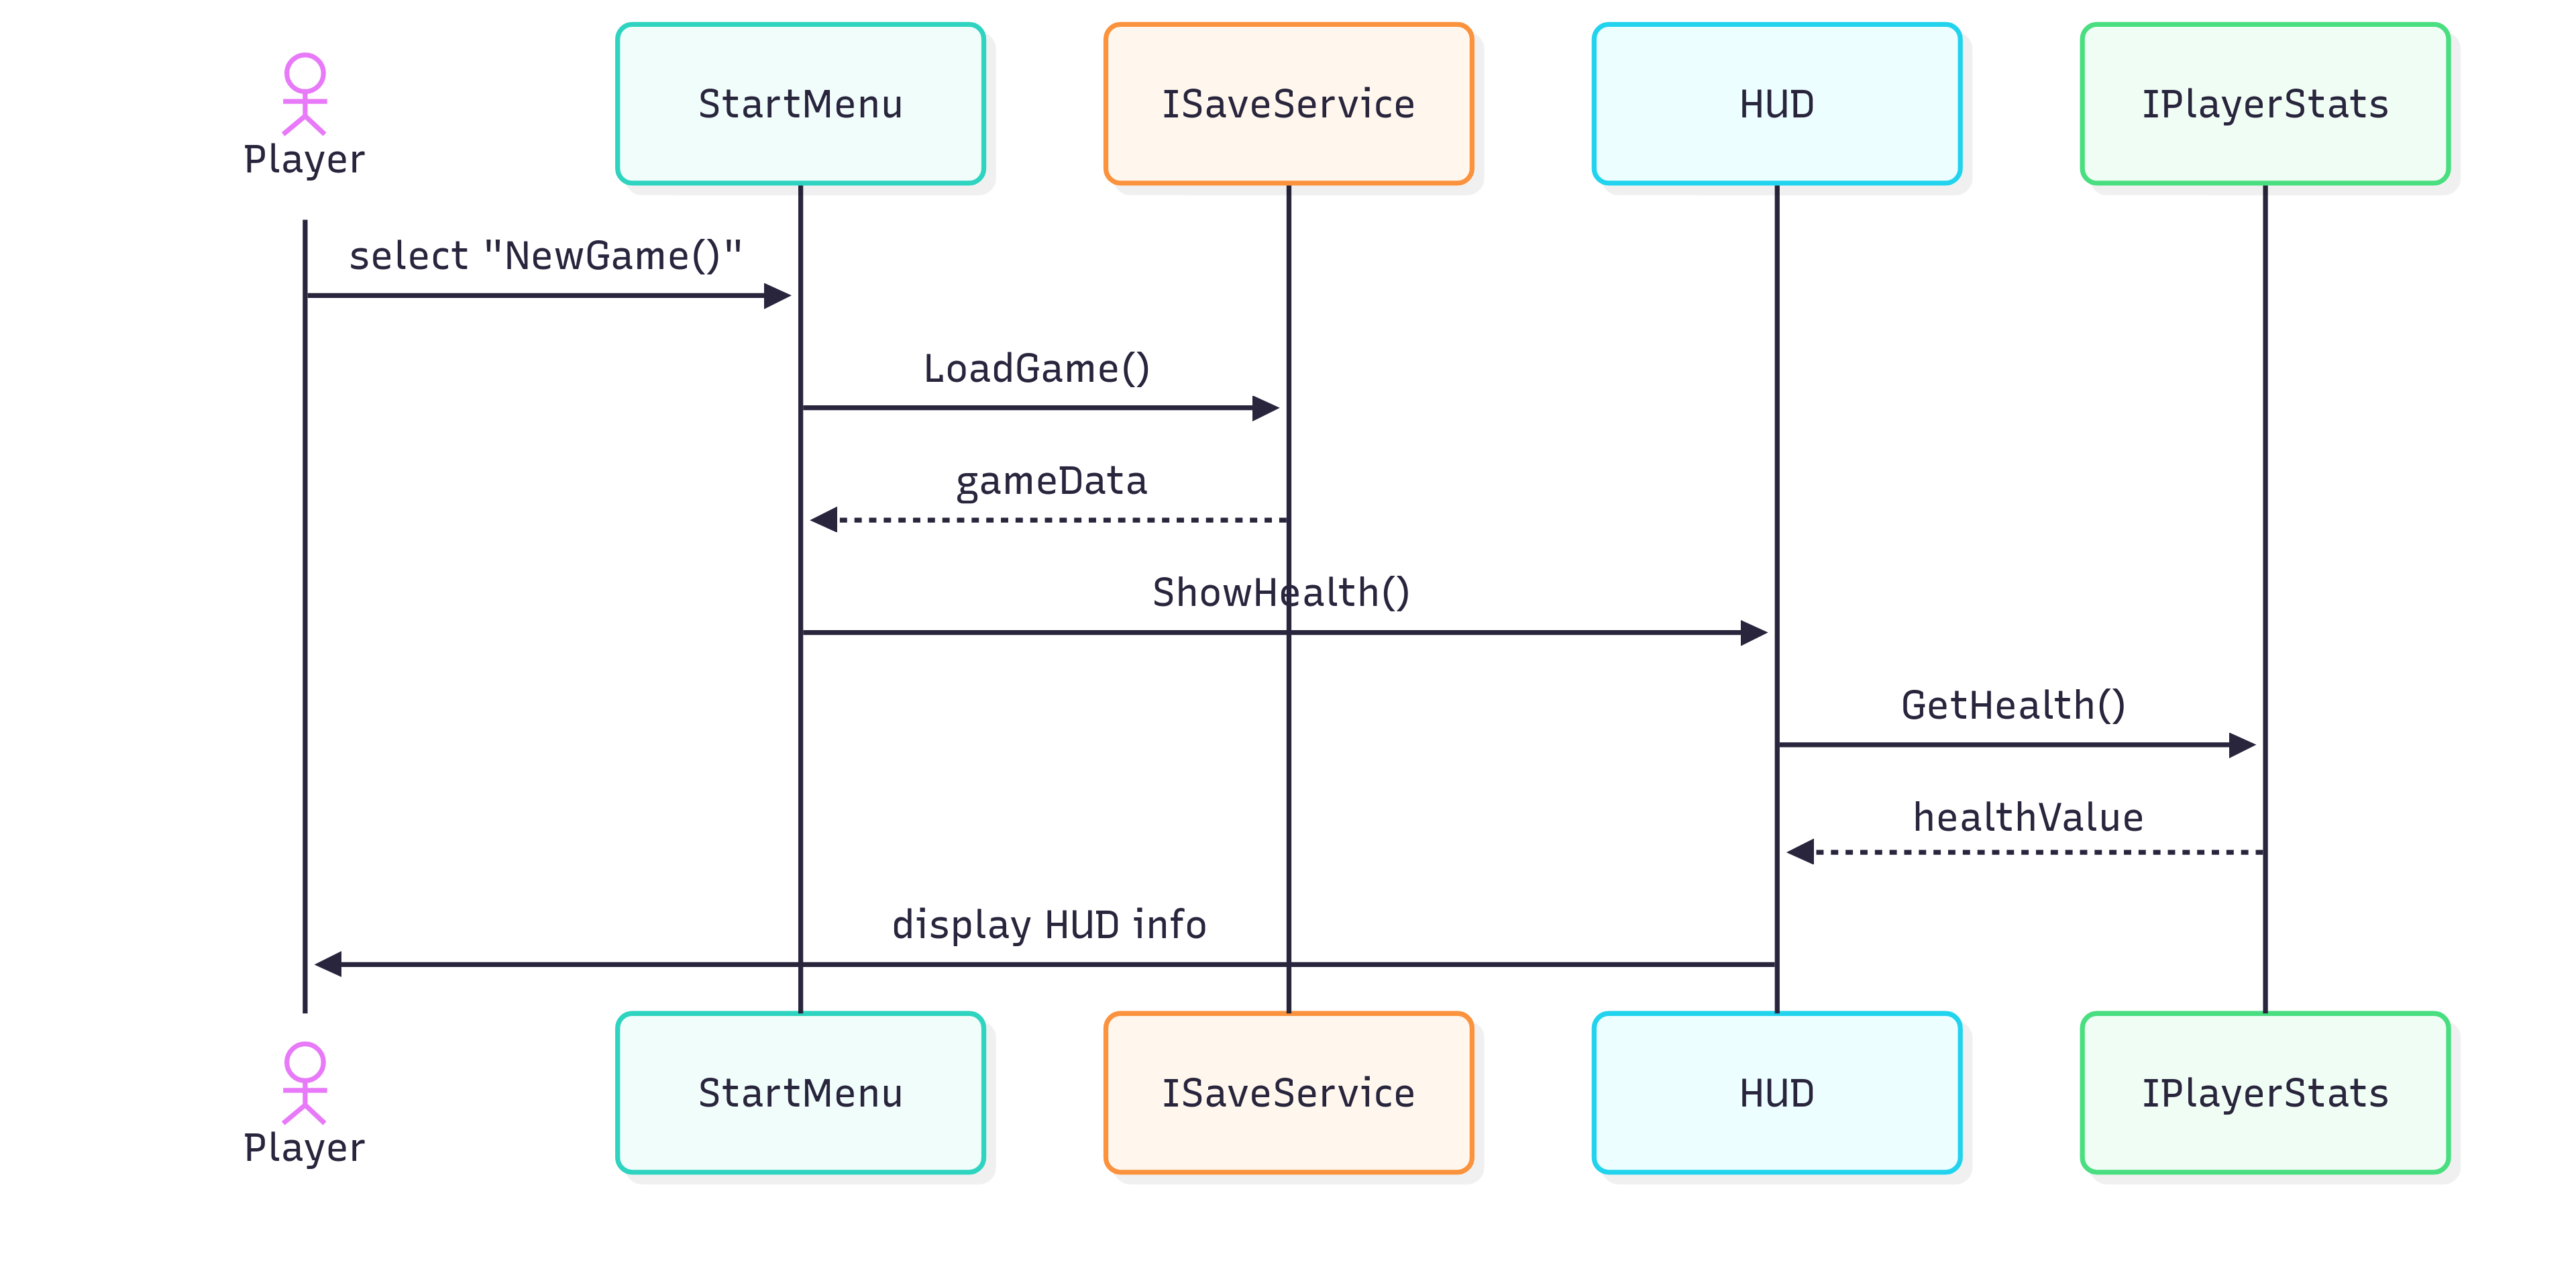 Player
StartMenu
ISaveService
HUD
IPlayerStats
select "NewGame()"
LoadGame()
gameData
ShowHealth()
GetHealth()
healthValue
display HUD info
Player
StartMenu
ISaveService
HUD
IPlayerStats